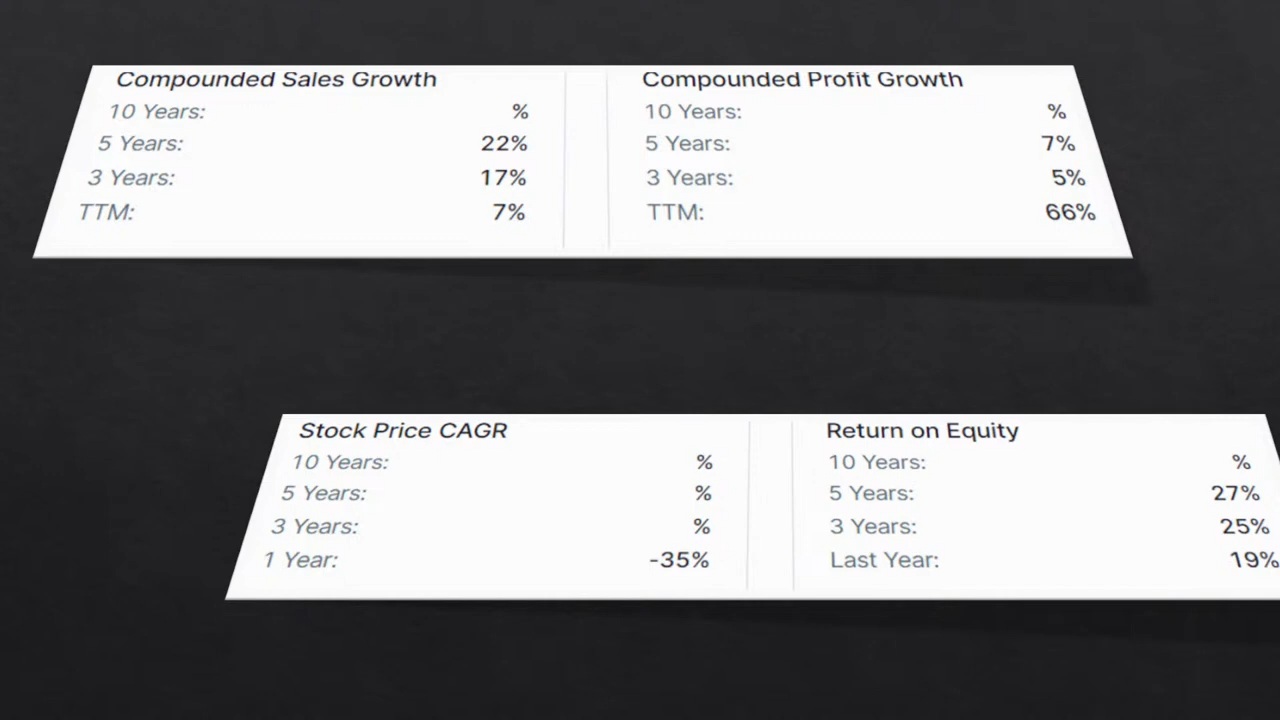 Compounded Sales Growth
10 Years: %
5 Years: 22%
3 Years: 17%
TTM: 7%
Compounded Profit Growth
10 Years: %
5 Years: 7%
3 Years: 5%
TTM: 66%
Stock Price CAGR
10 Years: %
5 Years: %
3 Years: %
1 Year: -35%
Return on Equity
10 Years: %
5 Years: 27%
3 Years: 25%
Last Year: 19%